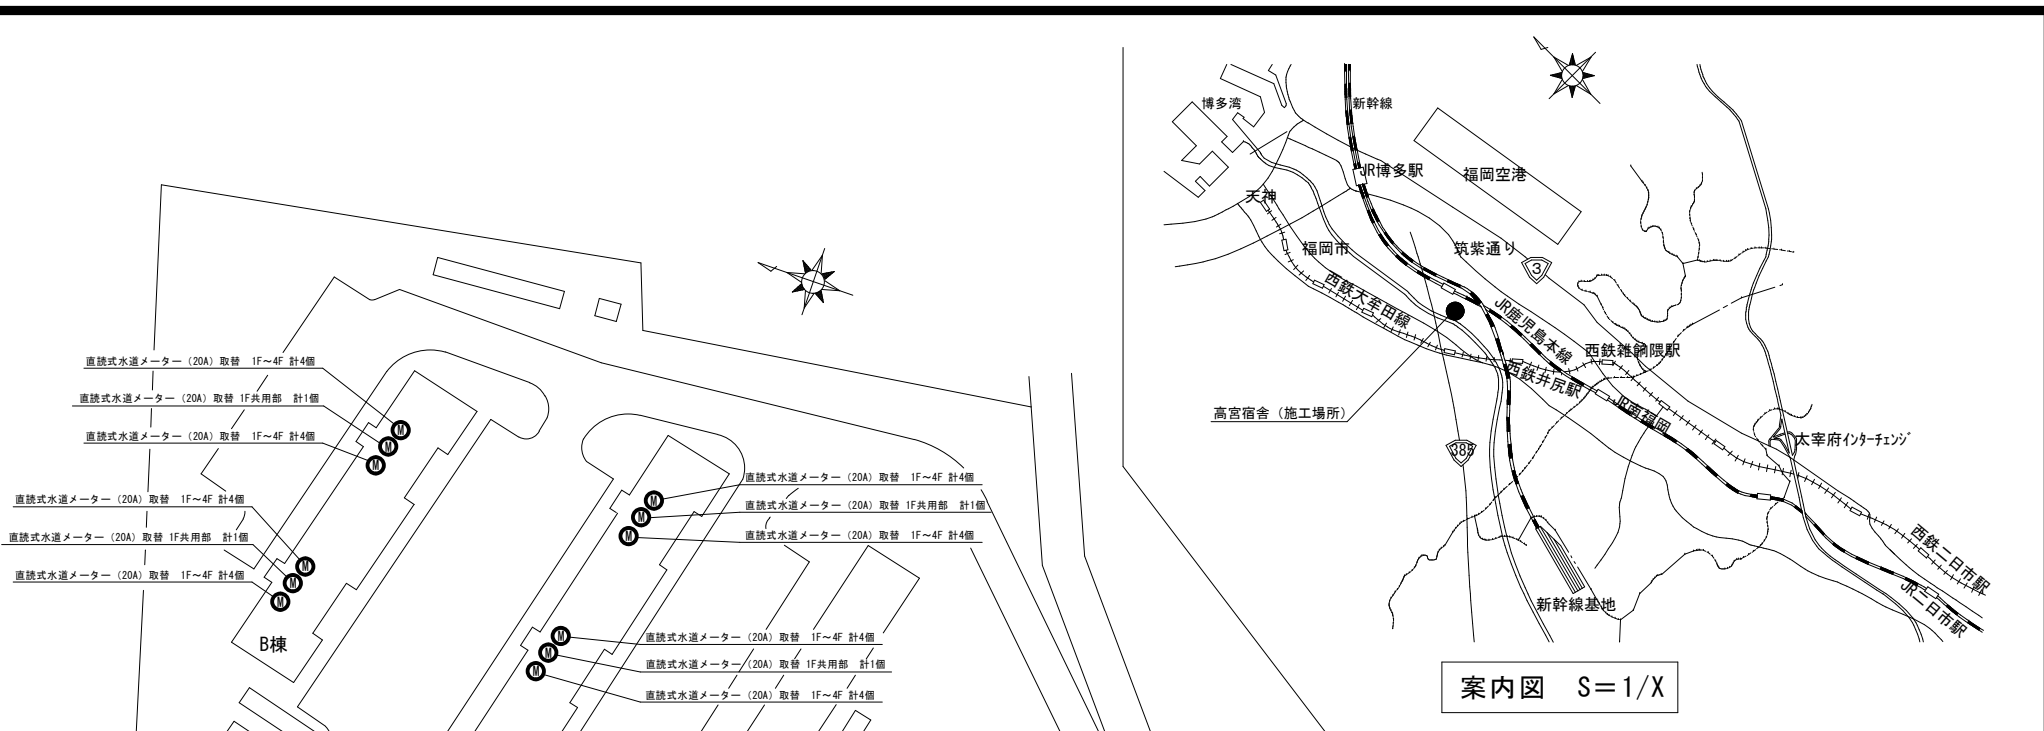 直読式水道メーター（20A）取替　1F～4F 計4個
直読式水道メーター（20A）取替 1F共用部　計1個
直読式水道メーター（20A）取替　1F～4F 計4個
直読式水道メーター（20A）取替　1F～4F 計4個
直読式水道メーター（20A）取替 1F共用部　計1個
直読式水道メーター（20A）取替　1F～4F 計4個
M
M
M
M
M
M
B棟
直読式水道メーター（20A）取替　1F～4F 計4個
直読式水道メーター（20A）取替 1F共用部　計1個
直読式水道メーター（20A）取替　1F～4F 計4個
M
M
M
直読式水道メーター（20A）取替　1F～4F 計4個
直読式水道メーター（20A）取替 1F共用部　計1個
直読式水道メーター（20A）取替　1F～4F 計4個
M
M
M
博多湾
新幹線
JR博多駅
福岡空港
天神
福岡市
筑紫通り
3
西鉄大牟田線
JR鹿児島本線
西鉄雑餉隈駅
西鉄井尻駅
高宮宿舎（施工場所）
JR南福岡
385
太宰府インターチェンジ
西鉄二日市駅
JR二日市駅
新幹線基地
案内図　S＝1/X